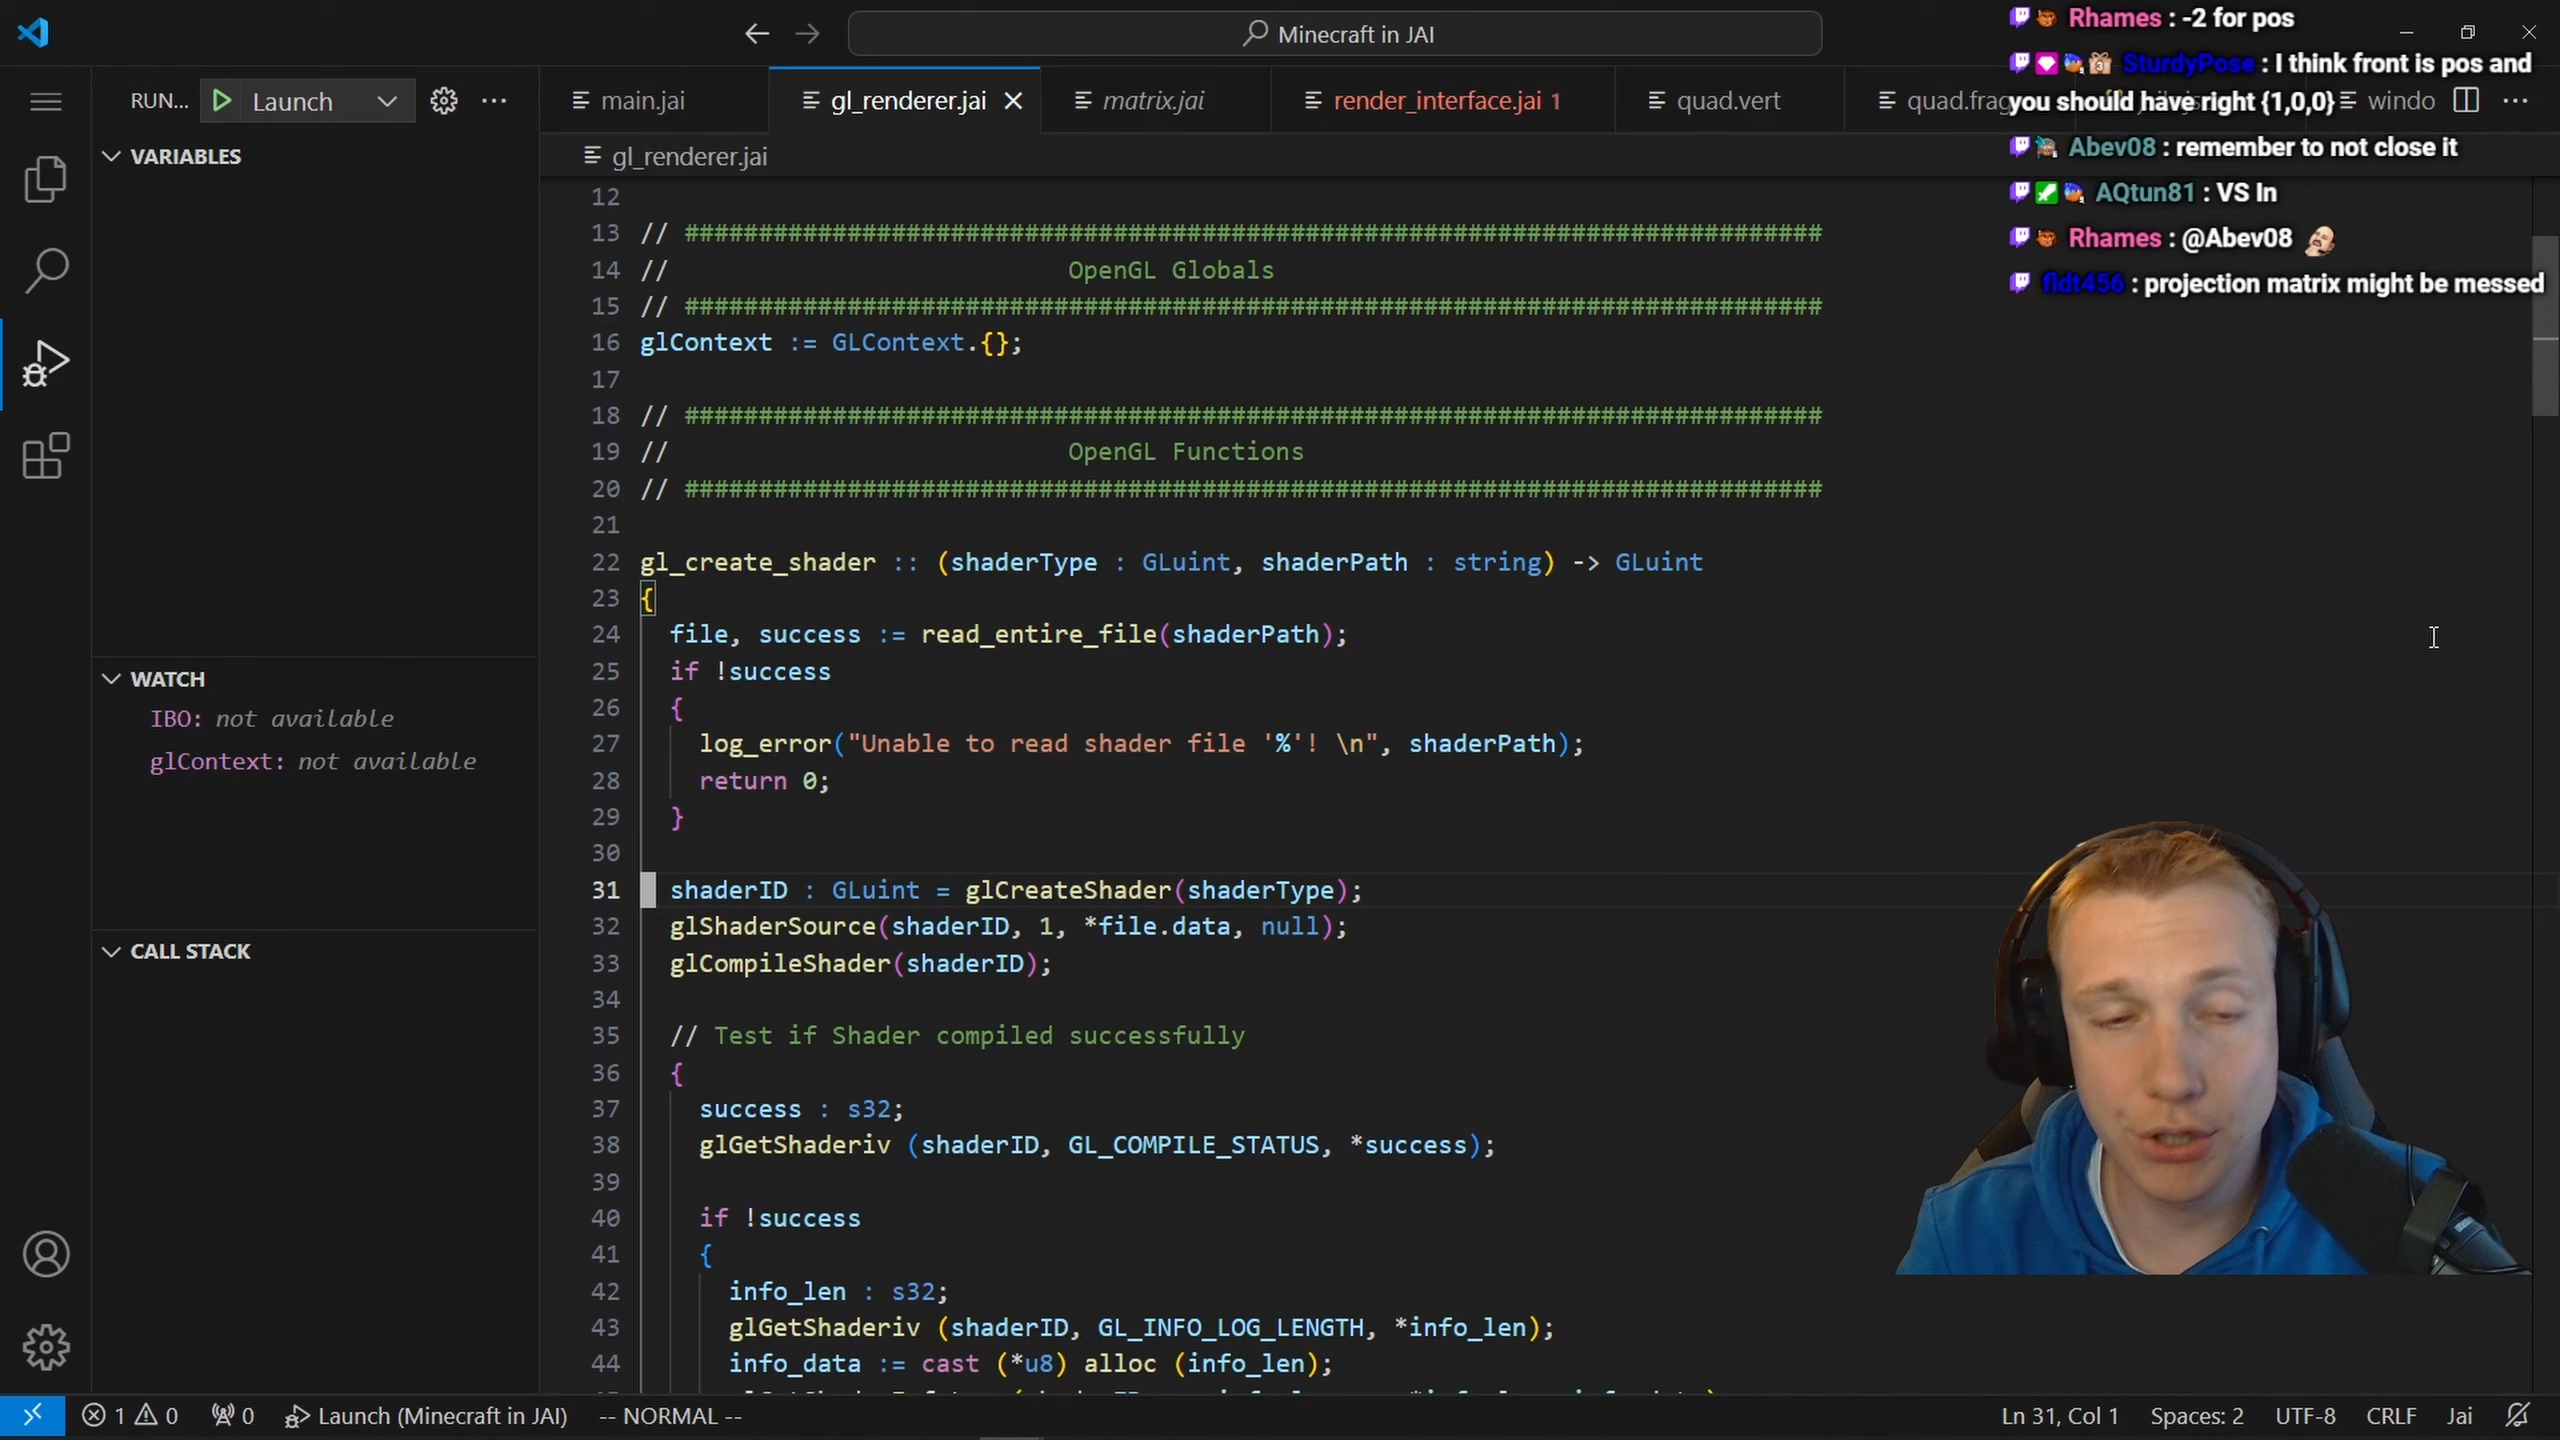 Minecraft in JAI
RUN...
Launch
main.jai
gl_renderer.jai
matrix.jai
render_interface.jai 1
quad.vert
quad.frag
windo
gl_renderer.jai
VARIABLES
WATCH
IBO: not available
glContext: not available
CALL STACK
12
13 // #############################################################################
14 // OpenGL Globals
15 // #############################################################################
16 glContext := GLContext.{};
17
18 // #############################################################################
19 // OpenGL Functions
20 // #############################################################################
21
22 gl_create_shader :: (shaderType : GLuint, shaderPath : string) -> GLuint
23 {
24 file, success := read_entire_file(shaderPath);
25 if !success
26 {
27 log_error("Unable to read shader file '%'! \n", shaderPath);
28 return 0;
29 }
30
31 shaderID : GLuint = glCreateShader(shaderType);
32 glShaderSource(shaderID, 1, *file.data, null);
33 glCompileShader(shaderID);
34
35 // Test if Shader compiled successfully
36 {
37 success : s32;
38 glGetShaderiv (shaderID, GL_COMPILE_STATUS, *success);
39
40 if !success
41 {
42 info_len : s32;
43 glGetShaderiv (shaderID, GL_INFO_LOG_LENGTH, *info_len);
44 info_data := cast (*u8) alloc (info_len);
Rhames : -2 for pos
SturdyPose : I think front is pos and
you should have right {1,0,0}
Abev08 : remember to not close it
AQtun81 : VS In
Rhames : @Abev08
fldt456 : projection matrix might be messed
1 0
0
Launch (Minecraft in JAI)
-- NORMAL --
Ln 31, Col 1
Spaces: 2
UTF-8
CRLF
Jai